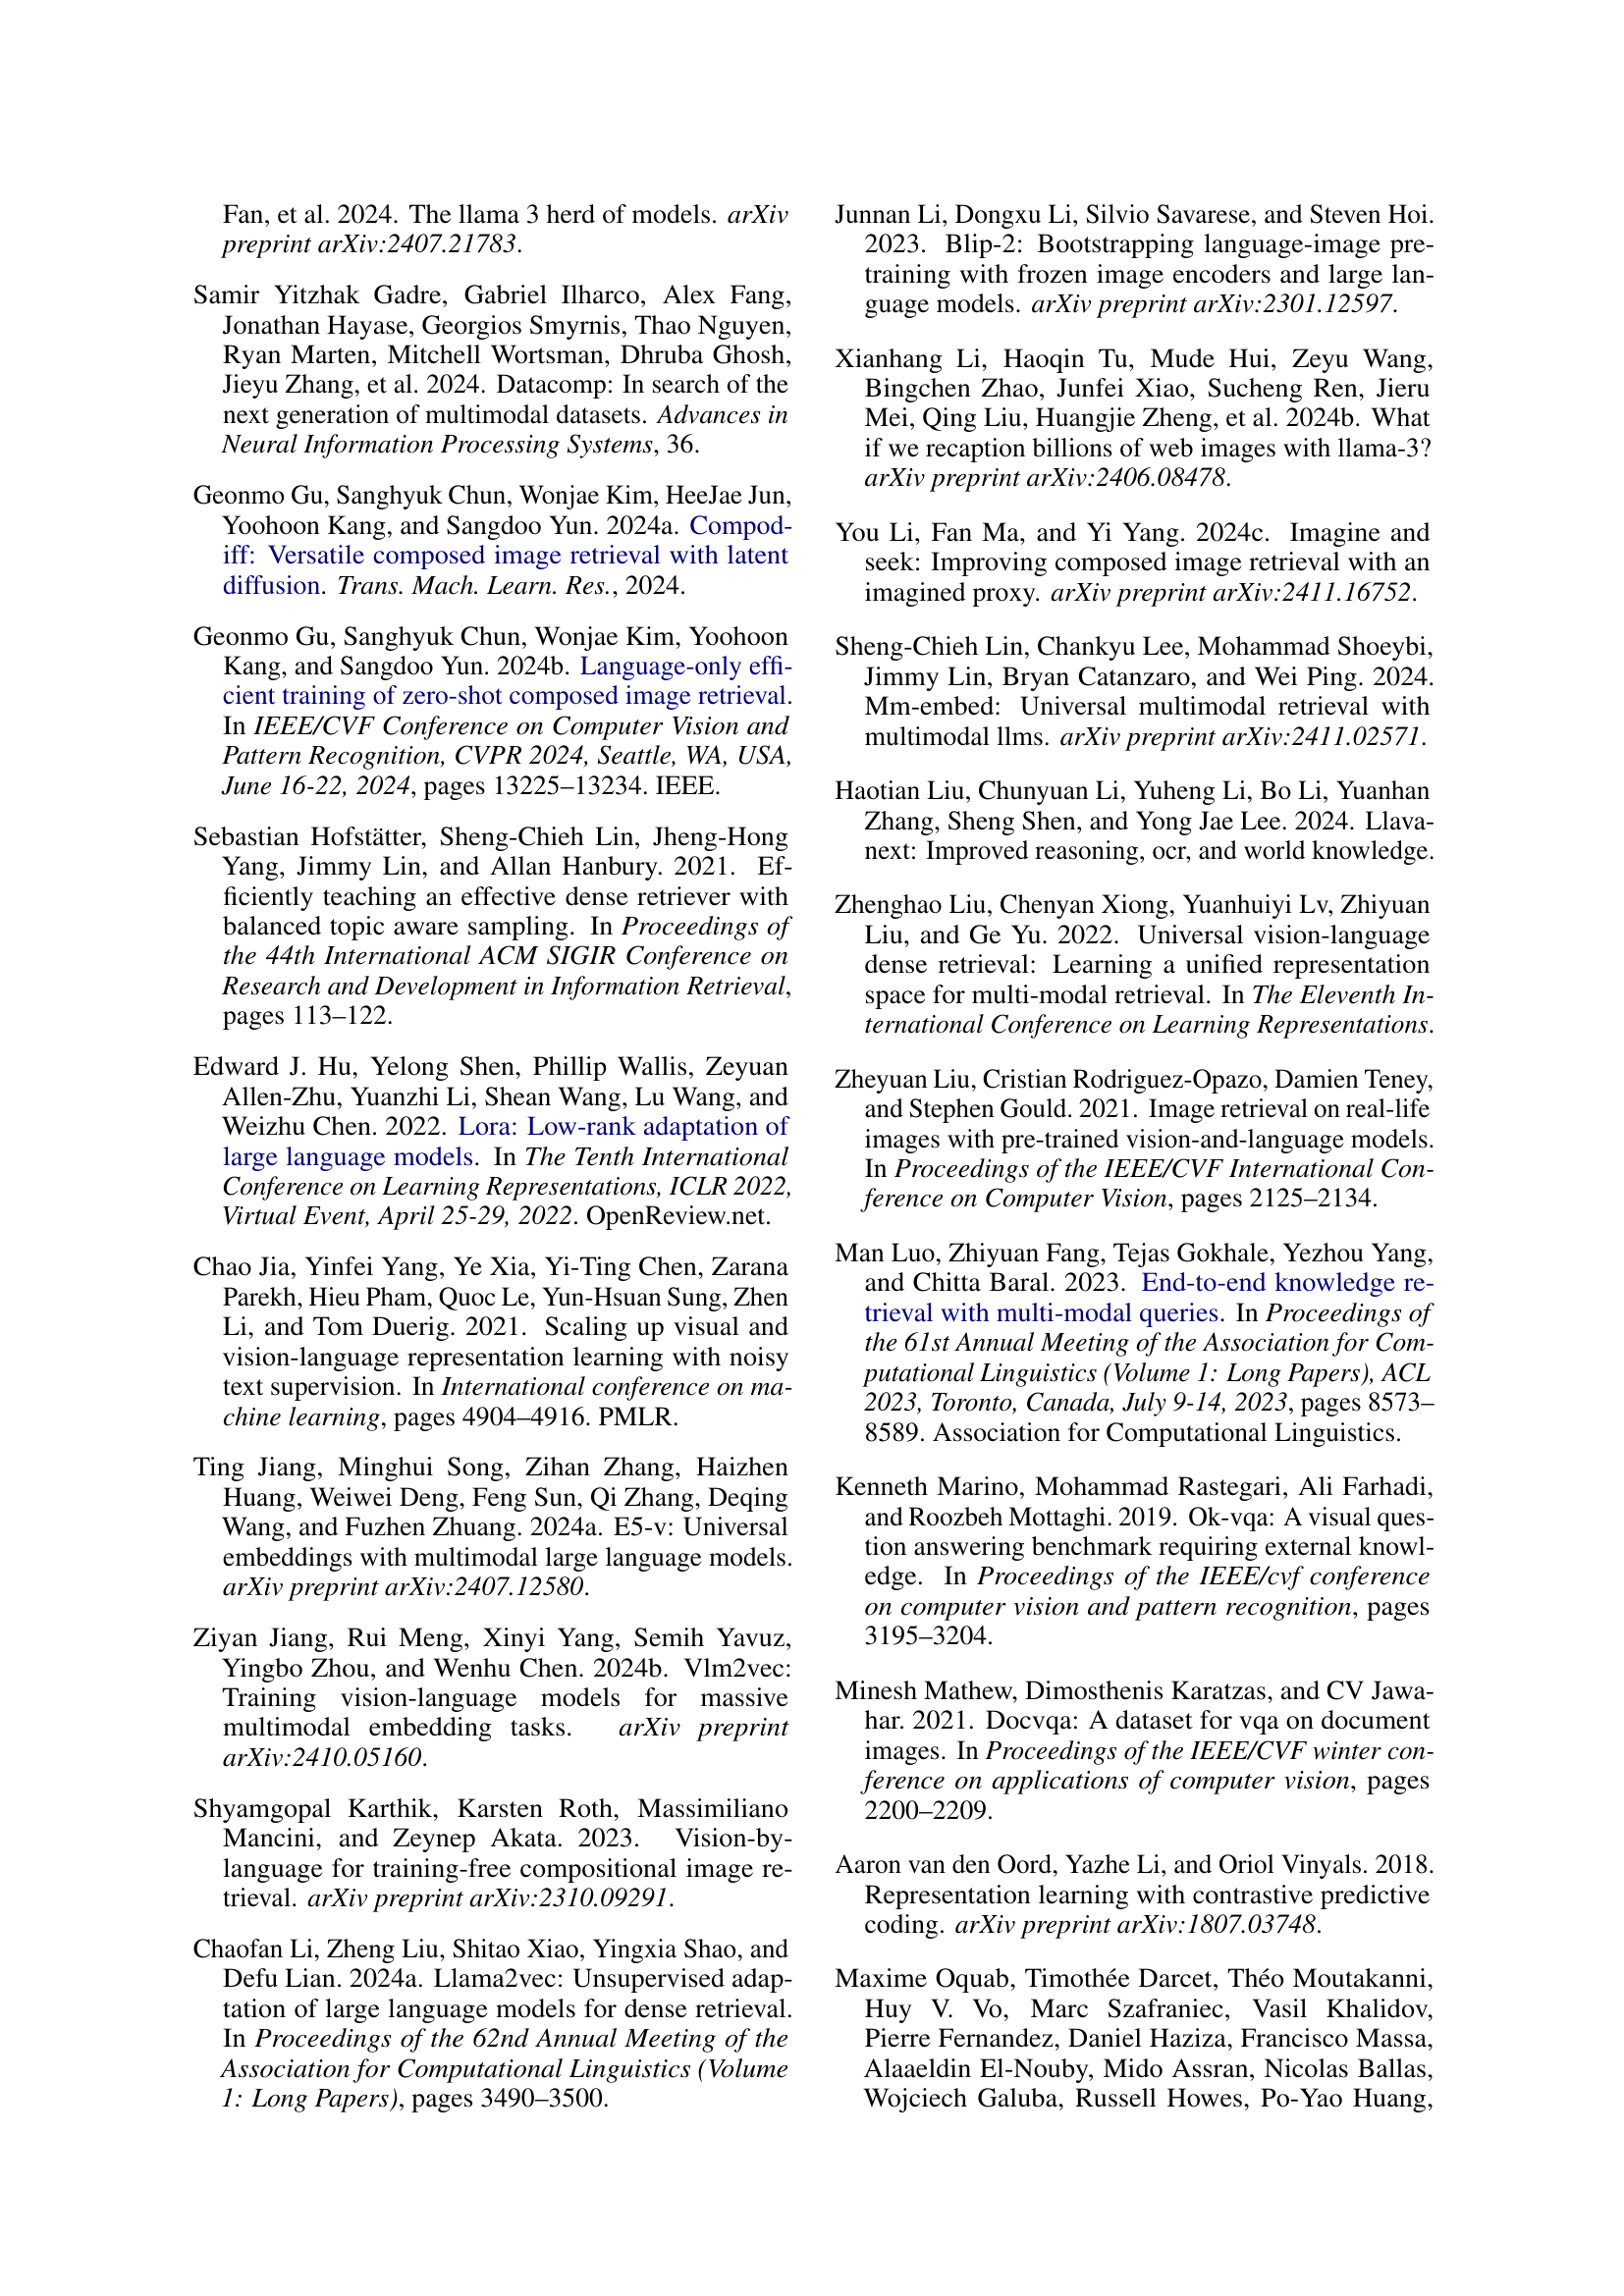 Fan, et al. 2024. The llama 3 herd of models. arXiv
preprint arXiv:2407.21783.
Samir Yitzhak Gadre, Gabriel Ilharco, Alex Fang,
Jonathan Hayase, Georgios Smyrnis, Thao Nguyen,
Ryan Marten, Mitchell Wortsman, Dhruba Ghosh,
Jieyu Zhang, et al. 2024. Datacomp: In search of the
next generation of multimodal datasets. Advances in
Neural Information Processing Systems, 36.
Geonmo Gu, Sanghyuk Chun, Wonjae Kim, HeeJae Jun,
Yoohoon Kang, and Sangdoo Yun. 2024a. Compod-
iff: Versatile composed image retrieval with latent
diffusion. Trans. Mach. Learn. Res., 2024.
Geonmo Gu, Sanghyuk Chun, Wonjae Kim, Yoohoon
Kang, and Sangdoo Yun. 2024b. Language-only effi-
cient training of zero-shot composed image retrieval.
In IEEE/CVF Conference on Computer Vision and
Pattern Recognition, CVPR 2024, Seattle, WA, USA,
June 16-22, 2024, pages 13225–13234. IEEE.
Sebastian Hofstätter, Sheng-Chieh Lin, Jheng-Hong
Yang, Jimmy Lin, and Allan Hanbury. 2021. Ef-
ficiently teaching an effective dense retriever with
balanced topic aware sampling. In Proceedings of
the 44th International ACM SIGIR Conference on
Research and Development in Information Retrieval,
pages 113–122.
Edward J. Hu, Yelong Shen, Phillip Wallis, Zeyuan
Allen-Zhu, Yuanzhi Li, Shean Wang, Lu Wang, and
Weizhu Chen. 2022. Lora: Low-rank adaptation of
large language models. In The Tenth International
Conference on Learning Representations, ICLR 2022,
Virtual Event, April 25-29, 2022. OpenReview.net.
Chao Jia, Yinfei Yang, Ye Xia, Yi-Ting Chen, Zarana
Parekh, Hieu Pham, Quoc Le, Yun-Hsuan Sung, Zhen
Li, and Tom Duerig. 2021. Scaling up visual and
vision-language representation learning with noisy
text supervision. In International conference on ma-
chine learning, pages 4904–4916. PMLR.
Ting Jiang, Minghui Song, Zihan Zhang, Haizhen
Huang, Weiwei Deng, Feng Sun, Qi Zhang, Deqing
Wang, and Fuzhen Zhuang. 2024a. E5-v: Universal
embeddings with multimodal large language models.
arXiv preprint arXiv:2407.12580.
Ziyan Jiang, Rui Meng, Xinyi Yang, Semih Yavuz,
Yingbo Zhou, and Wenhu Chen. 2024b. Vlm2vec:
Training vision-language models for massive
multimodal embedding tasks. arXiv preprint
arXiv:2410.05160.
Shyamgopal Karthik, Karsten Roth, Massimiliano
Mancini, and Zeynep Akata. 2023. Vision-by-
language for training-free compositional image re-
trieval. arXiv preprint arXiv:2310.09291.
Chaofan Li, Zheng Liu, Shitao Xiao, Yingxia Shao, and
Defu Lian. 2024a. Llama2vec: Unsupervised adap-
tation of large language models for dense retrieval.
In Proceedings of the 62nd Annual Meeting of the
Association for Computational Linguistics (Volume
1: Long Papers), pages 3490–3500.
Junnan Li, Dongxu Li, Silvio Savarese, and Steven Hoi.
2023. Blip-2: Bootstrapping language-image pre-
training with frozen image encoders and large lan-
guage models. arXiv preprint arXiv:2301.12597.
Xianhang Li, Haoqin Tu, Mude Hui, Zeyu Wang,
Bingchen Zhao, Junfei Xiao, Sucheng Ren, Jieru
Mei, Qing Liu, Huangjie Zheng, et al. 2024b. What
if we recaption billions of web images with llama-3?
arXiv preprint arXiv:2406.08478.
You Li, Fan Ma, and Yi Yang. 2024c. Imagine and
seek: Improving composed image retrieval with an
imagined proxy. arXiv preprint arXiv:2411.16752.
Sheng-Chieh Lin, Chankyu Lee, Mohammad Shoeybi,
Jimmy Lin, Bryan Catanzaro, and Wei Ping. 2024.
Mm-embed: Universal multimodal retrieval with
multimodal llms. arXiv preprint arXiv:2411.02571.
Haotian Liu, Chunyuan Li, Yuheng Li, Bo Li, Yuanhan
Zhang, Sheng Shen, and Yong Jae Lee. 2024. Llava-
next: Improved reasoning, ocr, and world knowledge.
Zhenghao Liu, Chenyan Xiong, Yuanhuiyi Lv, Zhiyuan
Liu, and Ge Yu. 2022. Universal vision-language
dense retrieval: Learning a unified representation
space for multi-modal retrieval. In The Eleventh In-
ternational Conference on Learning Representations.
Zheyuan Liu, Cristian Rodriguez-Opazo, Damien Teney,
and Stephen Gould. 2021. Image retrieval on real-life
images with pre-trained vision-and-language models.
In Proceedings of the IEEE/CVF International Con-
ference on Computer Vision, pages 2125–2134.
Man Luo, Zhiyuan Fang, Tejas Gokhale, Yezhou Yang,
and Chitta Baral. 2023. End-to-end knowledge re-
trieval with multi-modal queries. In Proceedings of
the 61st Annual Meeting of the Association for Com-
putational Linguistics (Volume 1: Long Papers), ACL
2023, Toronto, Canada, July 9-14, 2023, pages 8573–
8589. Association for Computational Linguistics.
Kenneth Marino, Mohammad Rastegari, Ali Farhadi,
and Roozbeh Mottaghi. 2019. Ok-vqa: A visual ques-
tion answering benchmark requiring external knowl-
edge. In Proceedings of the IEEE/cvf conference
on computer vision and pattern recognition, pages
3195–3204.
Minesh Mathew, Dimosthenis Karatzas, and CV Jawa-
har. 2021. Docvqa: A dataset for vqa on document
images. In Proceedings of the IEEE/CVF winter con-
ference on applications of computer vision, pages
2200–2209.
Aaron van den Oord, Yazhe Li, and Oriol Vinyals. 2018.
Representation learning with contrastive predictive
coding. arXiv preprint arXiv:1807.03748.
Maxime Oquab, Timothée Darcet, Théo Moutakanni,
Huy V. Vo, Marc Szafraniec, Vasil Khalidov,
Pierre Fernandez, Daniel Haziza, Francisco Massa,
Alaaeldin El-Nouby, Mido Assran, Nicolas Ballas,
Wojciech Galuba, Russell Howes, Po-Yao Huang,